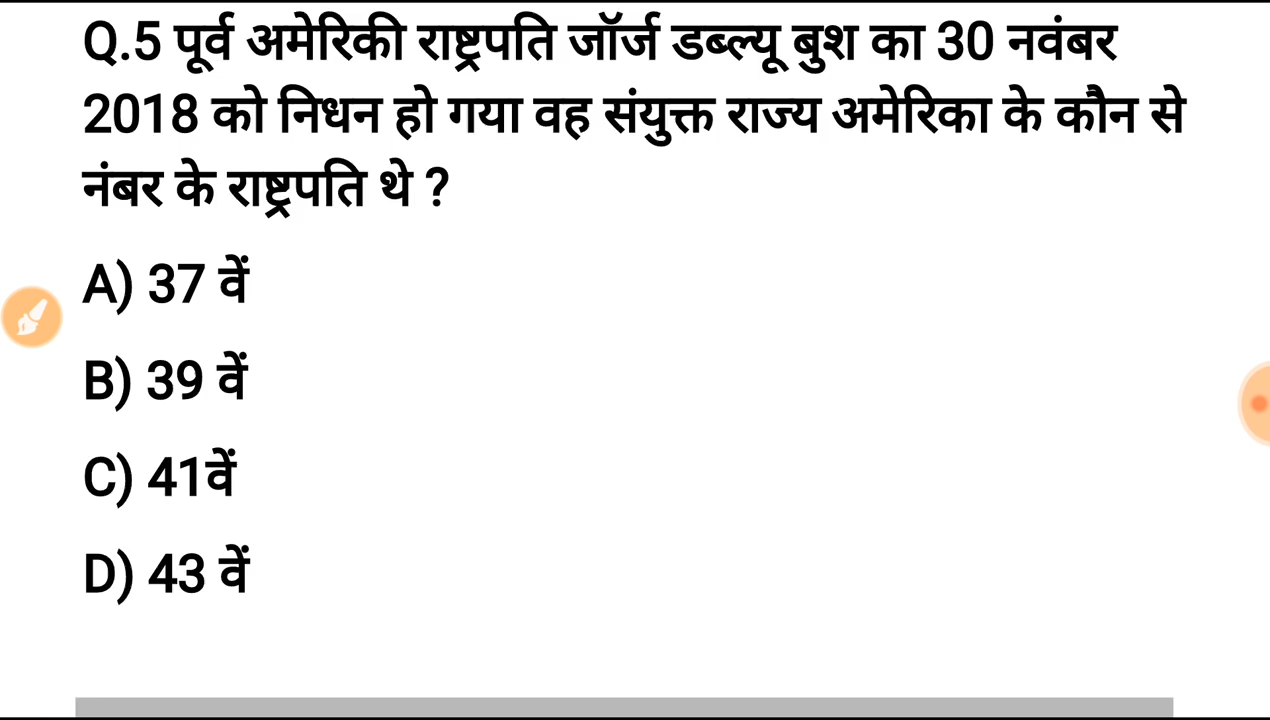 Q.5 पूर्व अमेरिकी राष्ट्रपति जॉर्ज डब्ल्यू बुश का 30 नवंबर
2018 को निधन हो गया वह संयुक्त राज्य अमेरिका के कौन से
नंबर के राष्ट्रपति थे ?
A) 37 वें
B) 39 वें
C) 41वें
D) 43 वें